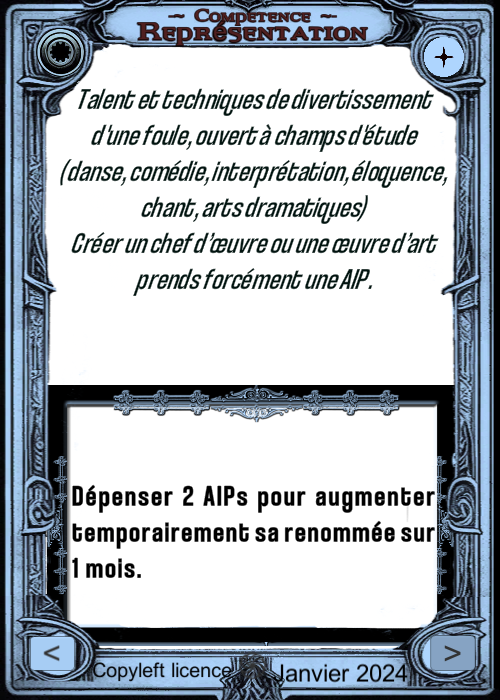 ~ Competence ~
Représentation
Talent et techniques de divertissement
d'une foule, ouvert à champs d'étude
(danse, comédie, interprétation, éloquence,
chant, arts dramatiques)
Créer un chef d'œuvre ou une œuvre d'art
prends forcément une AIP.
Dépenser 2 AIPs pour augmenter
temporairement sa renommée sur
1 mois.
< >
Copyleft licence Janvier 2024